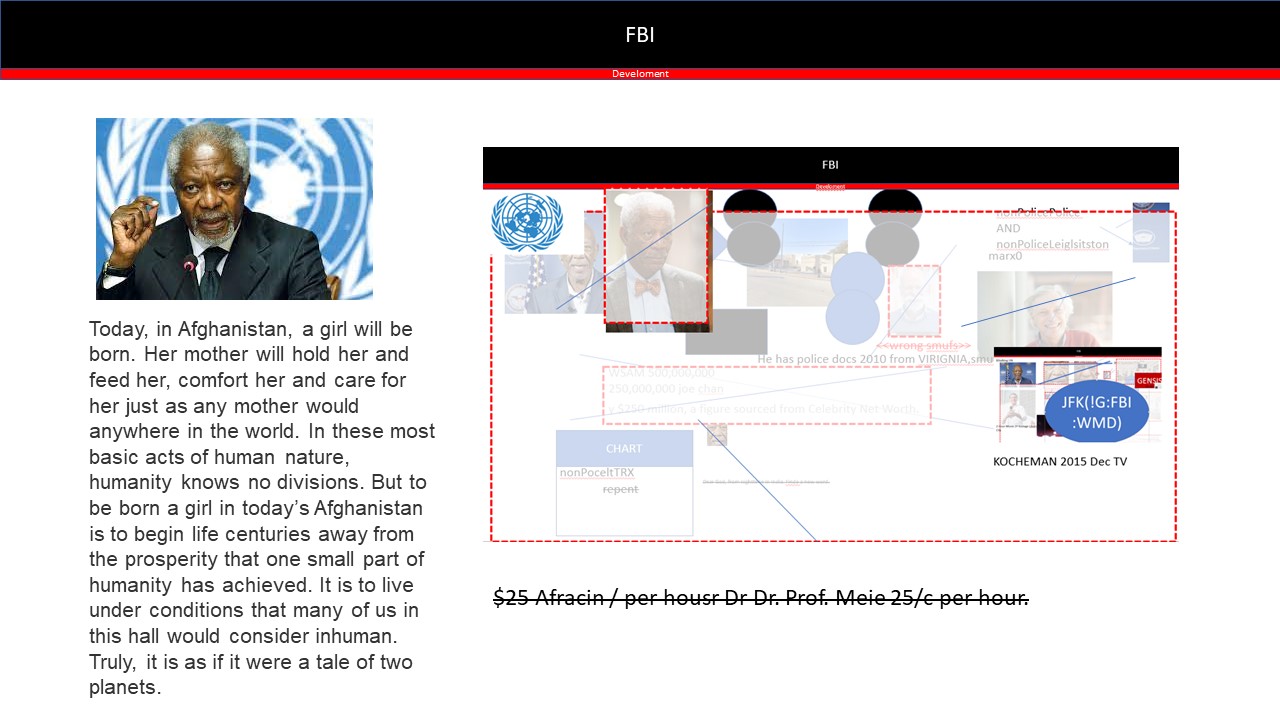 FBI
Develoment
Today, in Afghanistan, a girl will be
born. Her mother will hold her and
feed her, comfort her and care for
her just as any mother would
anywhere in the world. In these most
basic acts of human nature,
humanity knows no divisions. But to
be born a girl in today’s Afghanistan
is to begin life centuries away from
the prosperity that one small part of
humanity has achieved. It is to live
under conditions that many of us in
this hall would consider inhuman.
Truly, it is as if it were a tale of two
planets.
FBI
Develoment
AND
nonPoliceLeiglsitston
marx0
<<wrong smufs>>
He has police docs 2010 from VIRIGNIA,smu
WSAM 300,000,000
250,000,000 joe chan
$250 million, a figure sourced from Celebrity Net Worth.
CHART
nonPoceltTRX
repent
GENSIS
JFK(!G:FBI
:WMD)
KOCHEMAN 2015 Dec TV
$25 Afracin / per housr Dr Dr. Prof. Meie 25/c per hour.